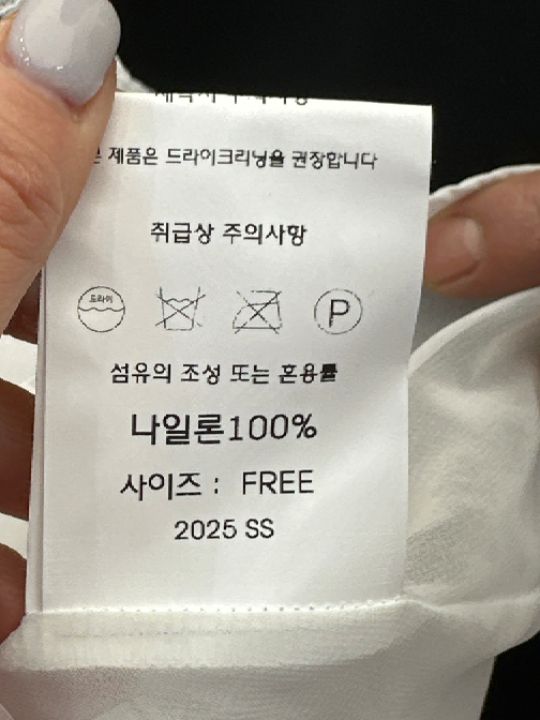 제품은 드라이크리닝을 권장합니다
취급상 주의사항
드라이 P
섬유의 조성 또는 혼용률
나일론100%
사이즈 : FREE
2025 SS